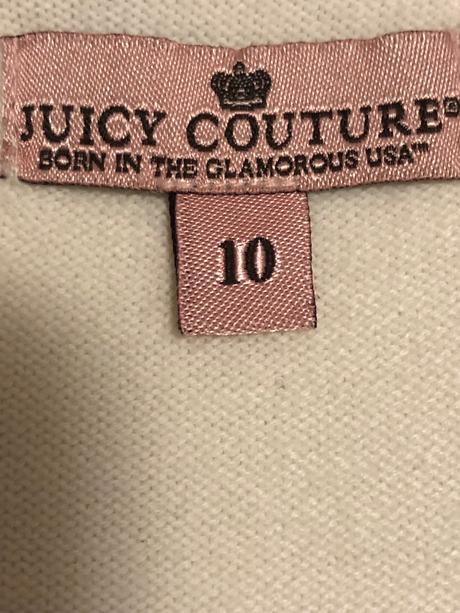 JUICY COUTURE®
BORN IN THE GLAMOROUS USA™
10